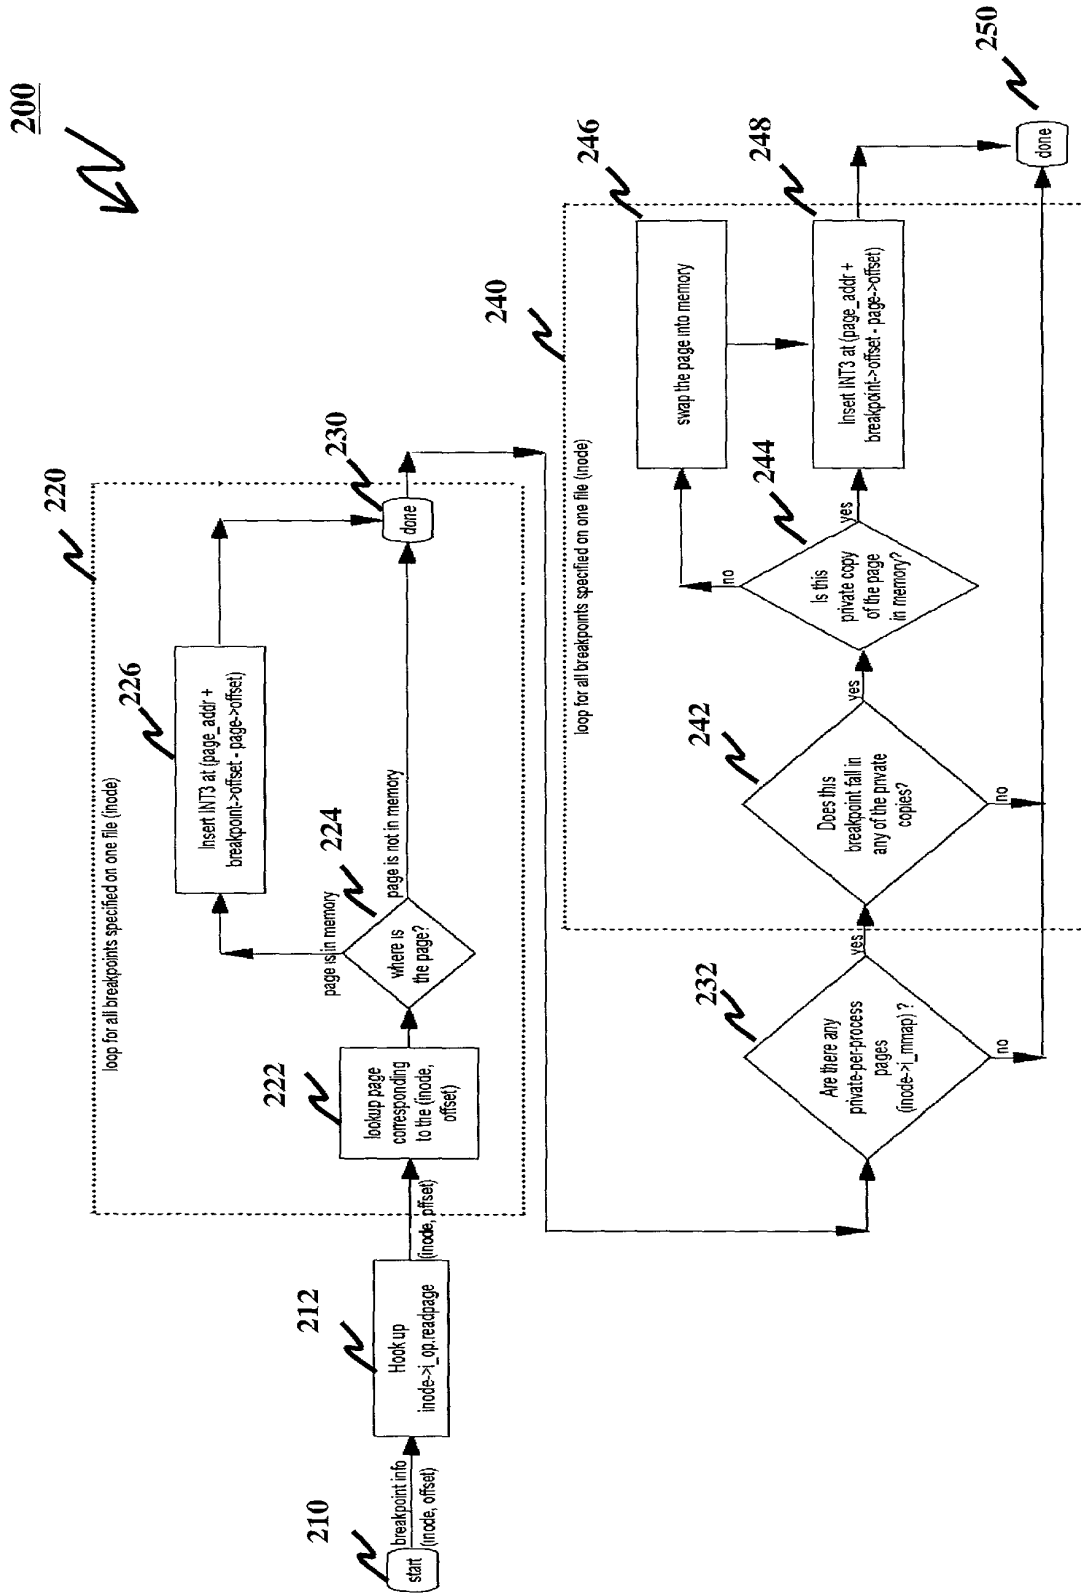 200
210
start
breakpoint info
(inode, offset)
212
Hook up
inode->i_op.readpage
(inode, offset)
220
loop for all breakpoints specified on one file (inode)
222
lookup page
corresponding
to the (inode,
offset)
224
where is
the page?
page is in memory
page is not in memory
226
Insert INT3 at (page_addr +
breakpoint->offset - page->offset)
230
done
232
Are there any
private-per-process
pages
(inode->i_mmap) ?
yes
no
240
loop for all breakpoints specified on one file (inode)
242
Does this
breakpoint fall in
any of the private
copies?
yes
no
244
Is this
private copy
of the page
in memory?
yes
no
246
swap the page into memory
248
Insert INT3 at (page_addr +
breakpoint->offset - page->offset)
250
done